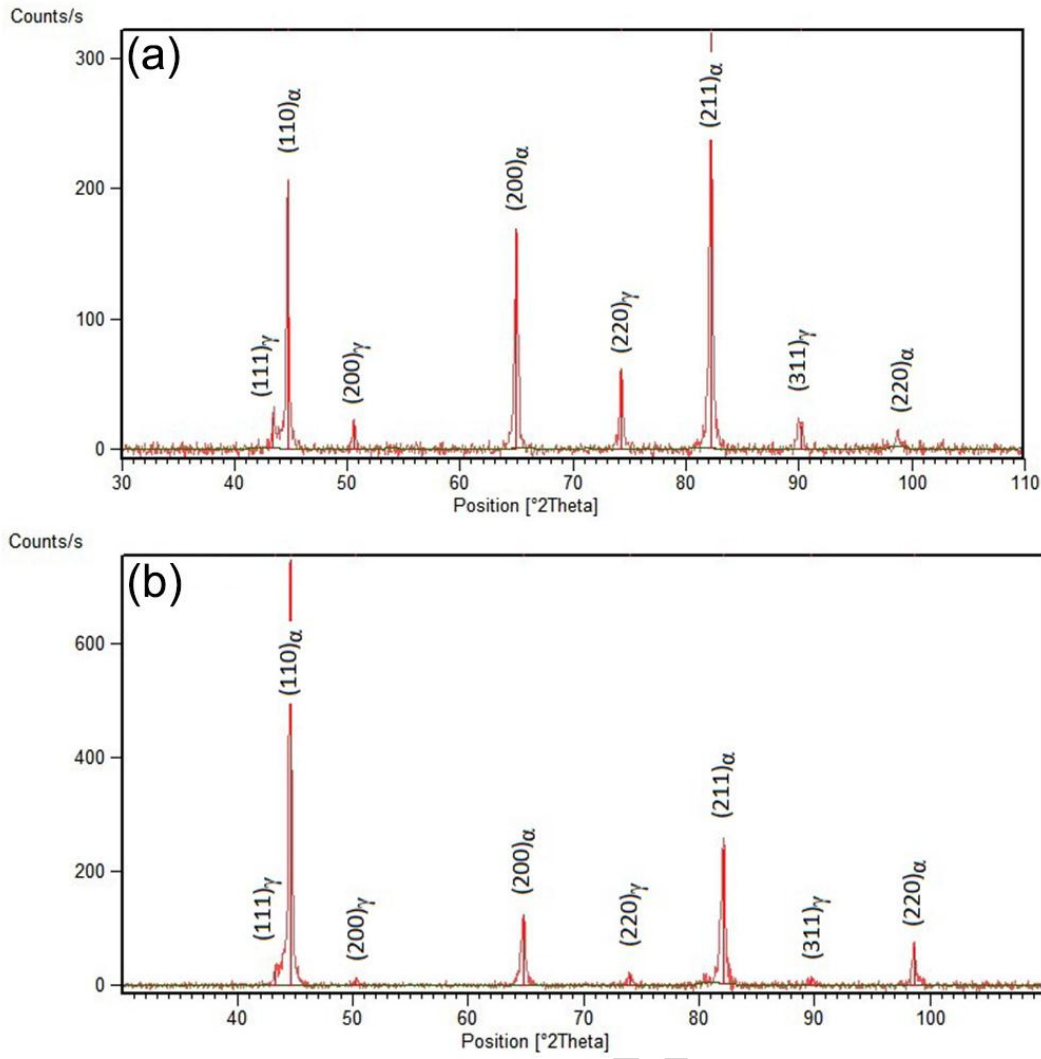 Counts/s
(a)
300
200
100
0
(111)γ
(110)α
(200)γ
(200)α
(220)γ
(211)α
(311)γ
(220)α
30 40 50 60 70 80 90 100 110
Position [°2Theta]
Counts/s
(b)
600
400
200
0
(111)γ
(110)α
(200)γ
(200)α
(220)γ
(211)α
(311)γ
(220)α
40 50 60 70 80 90 100
Position [°2Theta]